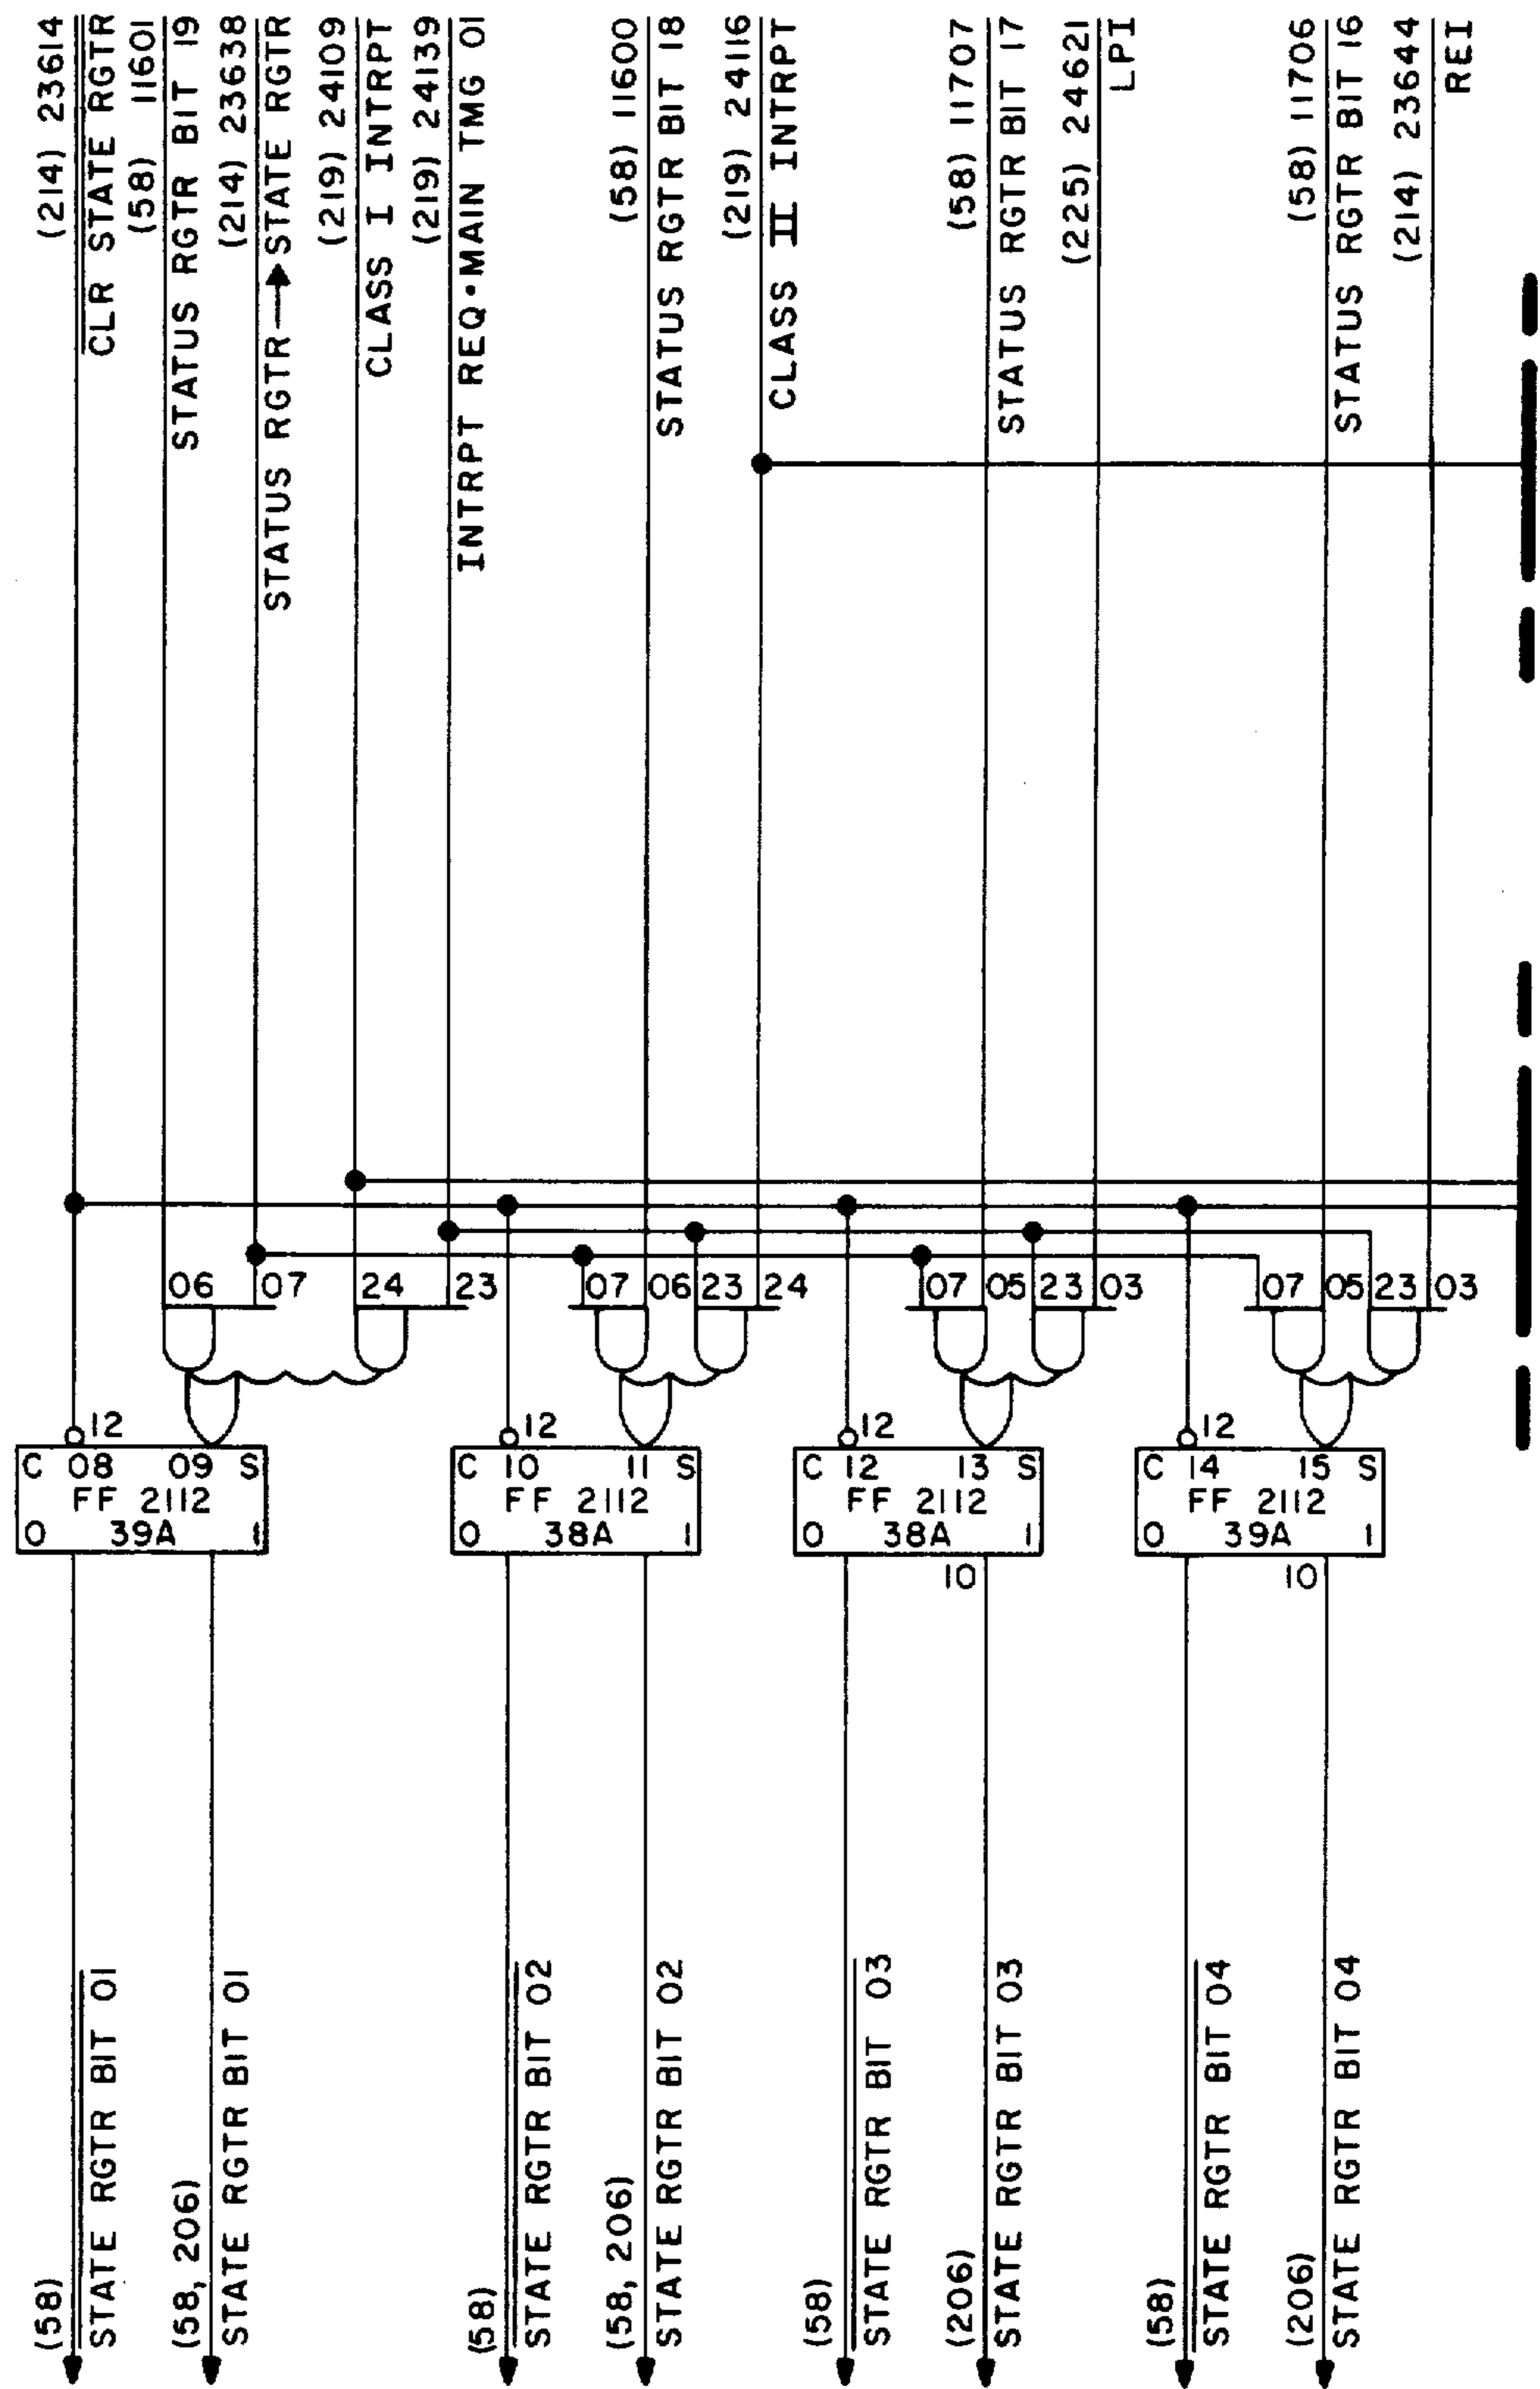 (214) 23614
CLR STATE RGTR
(58) 11601
STATUS RGTR BIT 19
(214) 23638
STATUS RGTR→STATE RGTR
(219) 24109
CLASS I INTRPT
(219) 24139
INTRPT REQ•MAIN TMG 01
(58) 11600
STATUS RGTR BIT 18
(219) 24116
CLASS II INTRPT
(58) 11707
STATUS RGTR BIT 17
(225) 24621
LPI
(58) 11706
STATUS RGTR BIT 16
(214) 23644
REI
06 07 24 23 07 06 23 24 07 05 23 03 07 05 23 03
12 12 12 12
C 08 09 S
FF 2112
0 39A 1
C 10 11 S
FF 2112
0 38A 1
C 12 13 S
FF 2112
0 38A 1
10
C 14 15 S
FF 2112
0 39A 1
10
(58)
STATE RGTR BIT 01
(58, 206)
STATE RGTR BIT 01
(58)
STATE RGTR BIT 02
(58, 206)
STATE RGTR BIT 02
(58)
STATE RGTR BIT 03
(206)
STATE RGTR BIT 03
(58)
STATE RGTR BIT 04
(206)
STATE RGTR BIT 04